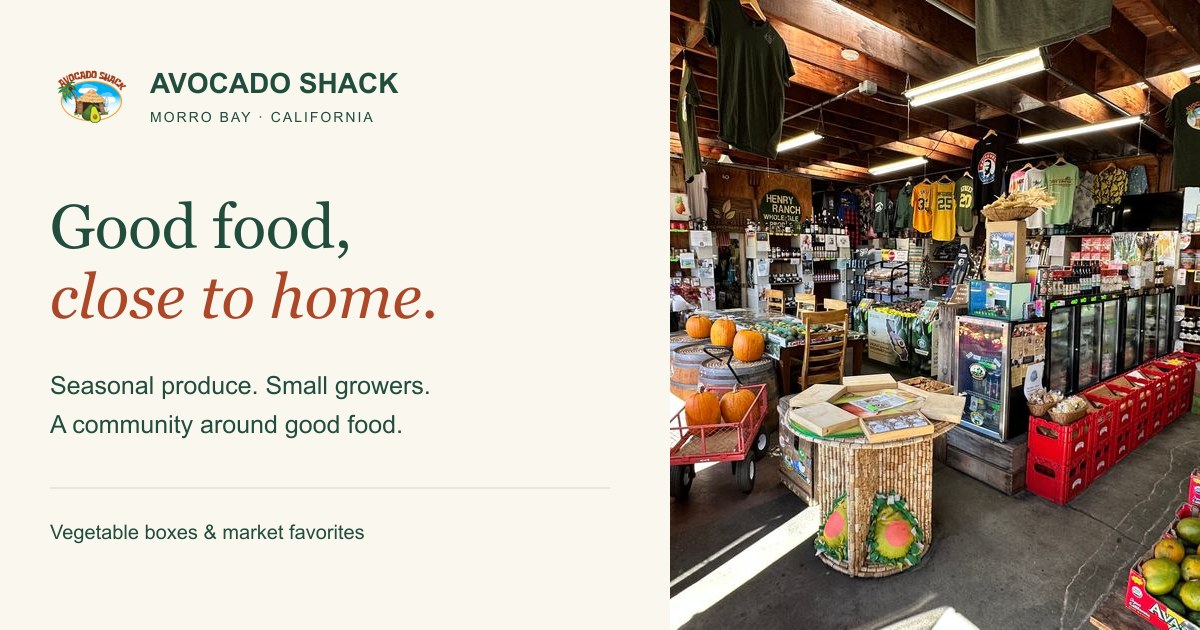 AVOCADO SHACK
AVOCADO SHACK
MORRO BAY · CALIFORNIA
Good food,
close to home.
Seasonal produce. Small growers.
A community around good food.
Vegetable boxes & market favorites
HENRY
RANCH
25
20